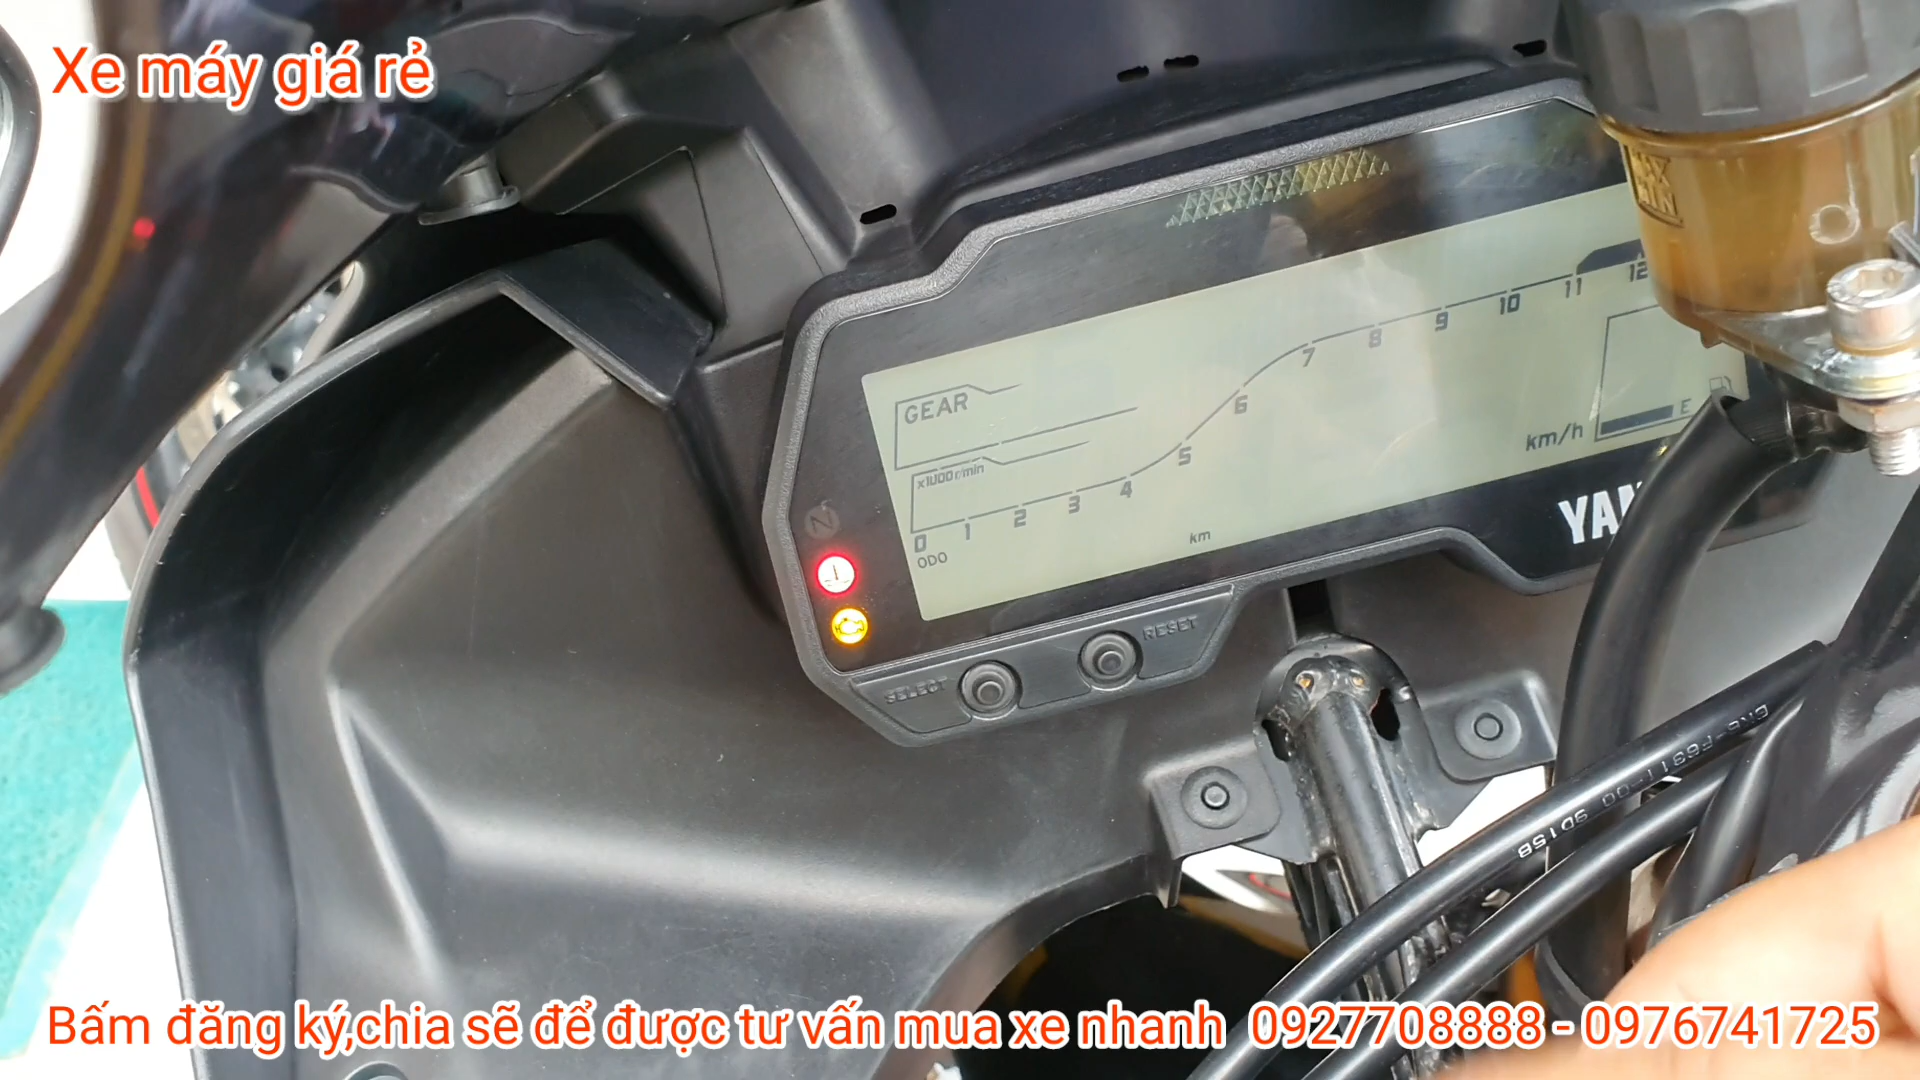 Xe máy giá rẻ
GEAR
x1000 r/min
0 1 2 3 4 5 6 7 8 9 10 11 12
km/h
E
ODO
km
N
YAM
SELECT
RESET
Bấm đăng ký,chia sẽ để được tư vấn mua xe nhanh 0927708888 - 0976741725